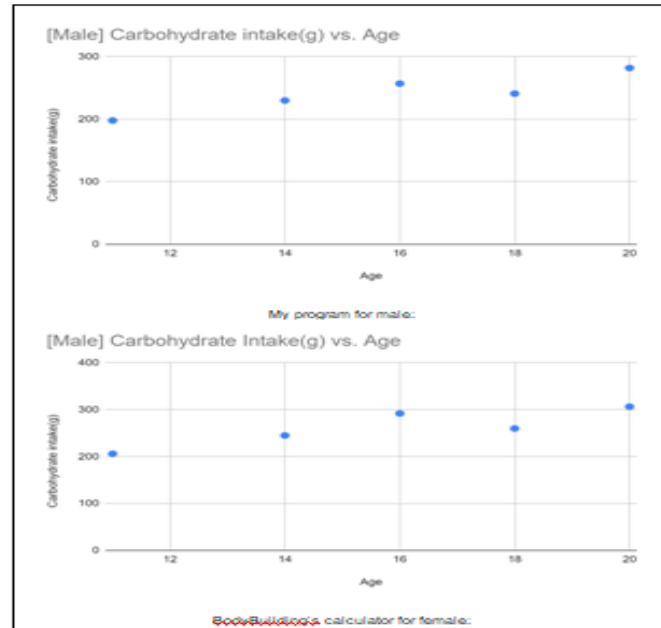 [Male] Carbohydrate intake(g) vs. Age
300
200
100
0
Carbohydrate intake(g)
12 14 16 18 20
Age
My program for male:
[Male] Carbohydrate Intake(g) vs. Age
400
300
200
100
0
Carbohydrate intake(g)
12 14 16 18 20
Age
BodyBuilding's calculator for female: